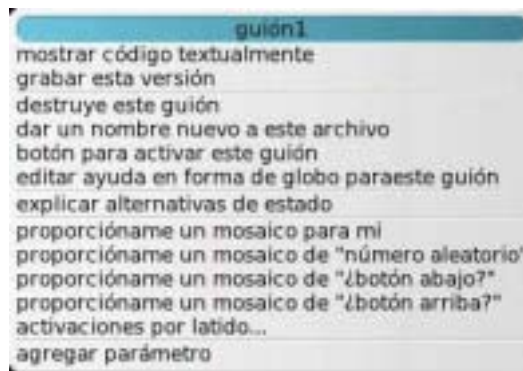 guión1
mostrar código textualmente
grabar esta versión
destruye este guión
dar un nombre nuevo a este archivo
botón para activar este guión
editar ayuda en forma de globo paraeste guión
explicar alternativas de estado
proporcióname un mosaico para mi
proporcióname un mosaico de "número aleatorio"
proporcióname un mosaico de "¿botón abajo?"
proporcióname un mosaico de "¿botón arriba?"
activaciones por latido...
agregar parámetro